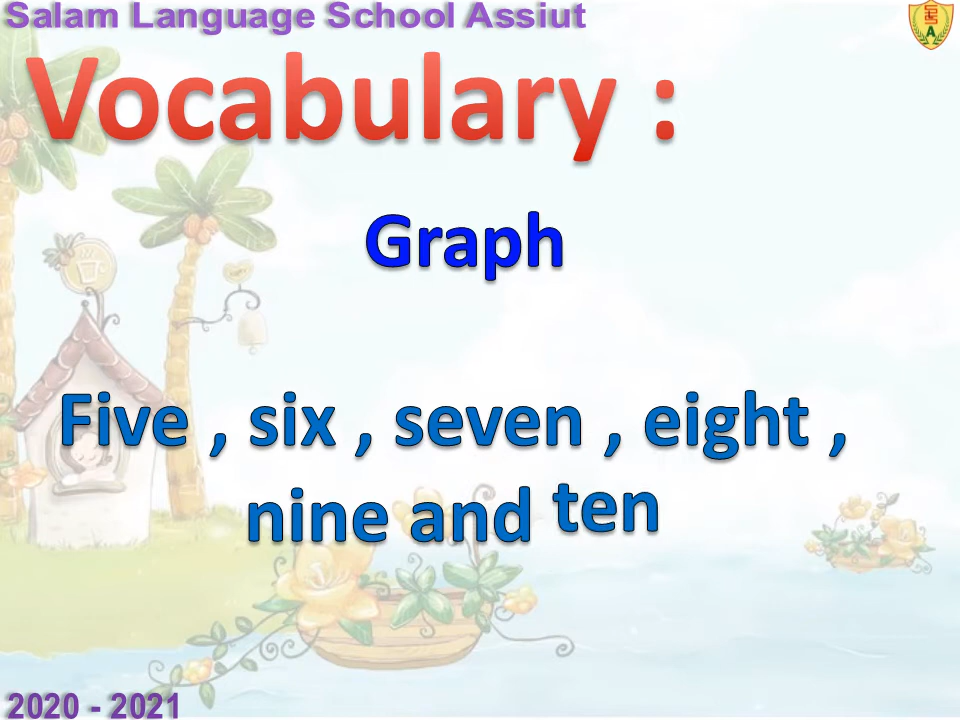 Salam Language School Assiut
Vocabulary :
Graph
Five , six , seven , eight ,
nine and ten
2020 - 2021